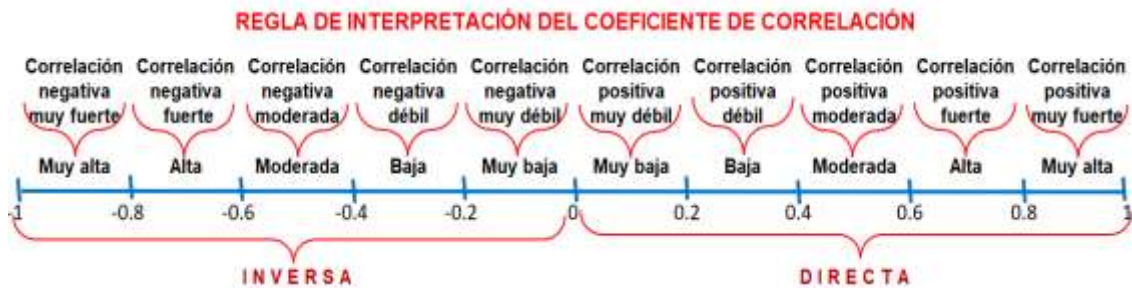 REGLA DE INTERPRETACIÓN DEL COEFICIENTE DE CORRELACIÓN
Correlación negativa muy fuerte
Correlación negativa fuerte
Correlación negativa moderada
Correlación negativa débil
Correlación negativa muy débil
Correlación positiva muy débil
Correlación positiva débil
Correlación positiva moderada
Correlación positiva fuerte
Correlación positiva muy fuerte
Muy alta Alta Moderada Baja Muy baja Muy baja Baja Moderada Alta Muy alta
-1 -0.8 -0.6 -0.4 -0.2 0 0.2 0.4 0.6 0.8 1
INVERSA DIRECTA